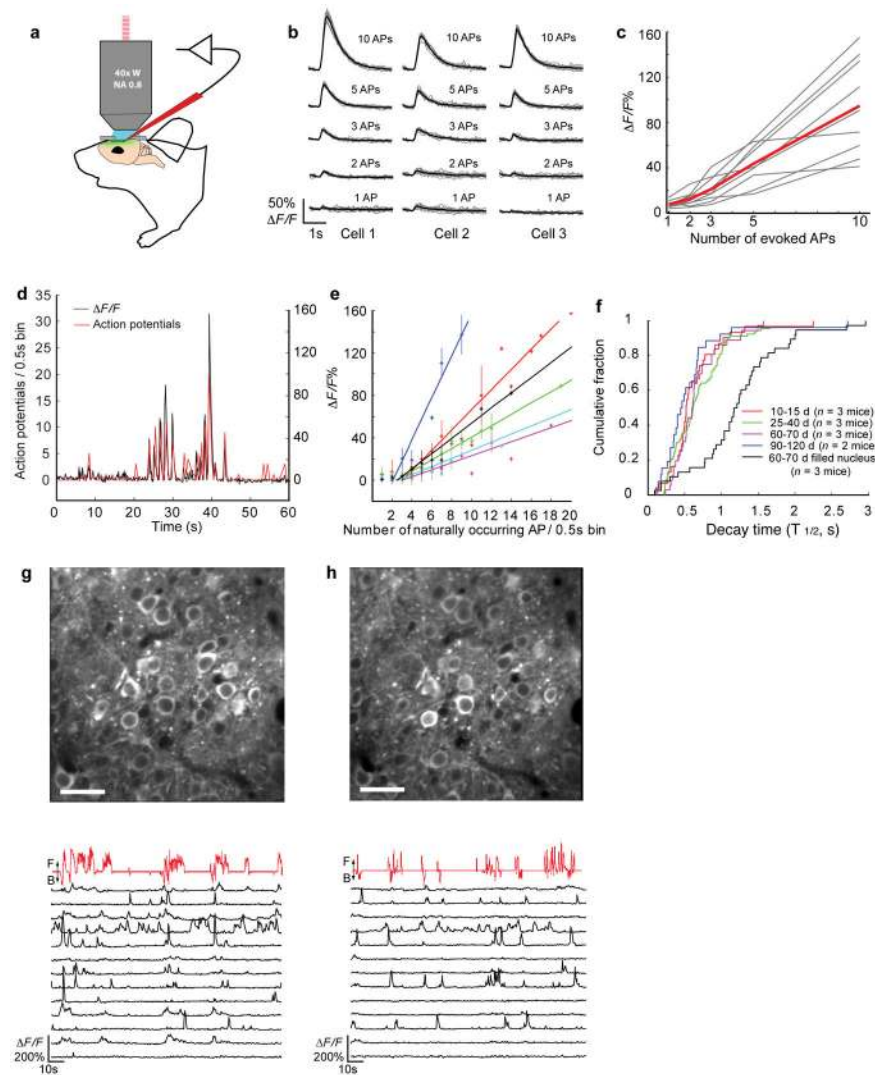 a
40x W
NA 0.8
b
10 APs 10 APs 10 APs
5 APs 5 APs 5 APs
3 APs 3 APs 3 APs
2 APs 2 APs 2 APs
1 AP 1 AP 1 AP
50%
ΔF/F
1s Cell 1 Cell 2 Cell 3
c
ΔF/F%
160
120
80
40
0
1 2 3 5 10
Number of evoked APs
d
ΔF/F
Action potentials
Action potentials / 0.5s bin
35
30
25
20
15
10
5
0
160
120
80
40
0
0 10 20 30 40 50 60
Time (s)
e
ΔF/F%
160
120
80
40
0
2 4 6 8 10 12 14 16 18 20
Number of naturally occurring AP / 0.5s bin
f
Cumulative fraction
1
0.8
0.6
0.4
0.2
0
10-15 d (n = 3 mice)
25-40 d (n = 3 mice)
60-70 d (n = 3 mice)
90-120 d (n = 2 mice)
60-70 d filled nucleus
(n = 3 mice)
0 0.5 1 1.5 2 2.5 3
Decay time (T 1/2, s)
g
h
F
B
ΔF/F
200%
10s
F
B
ΔF/F
200%
10s